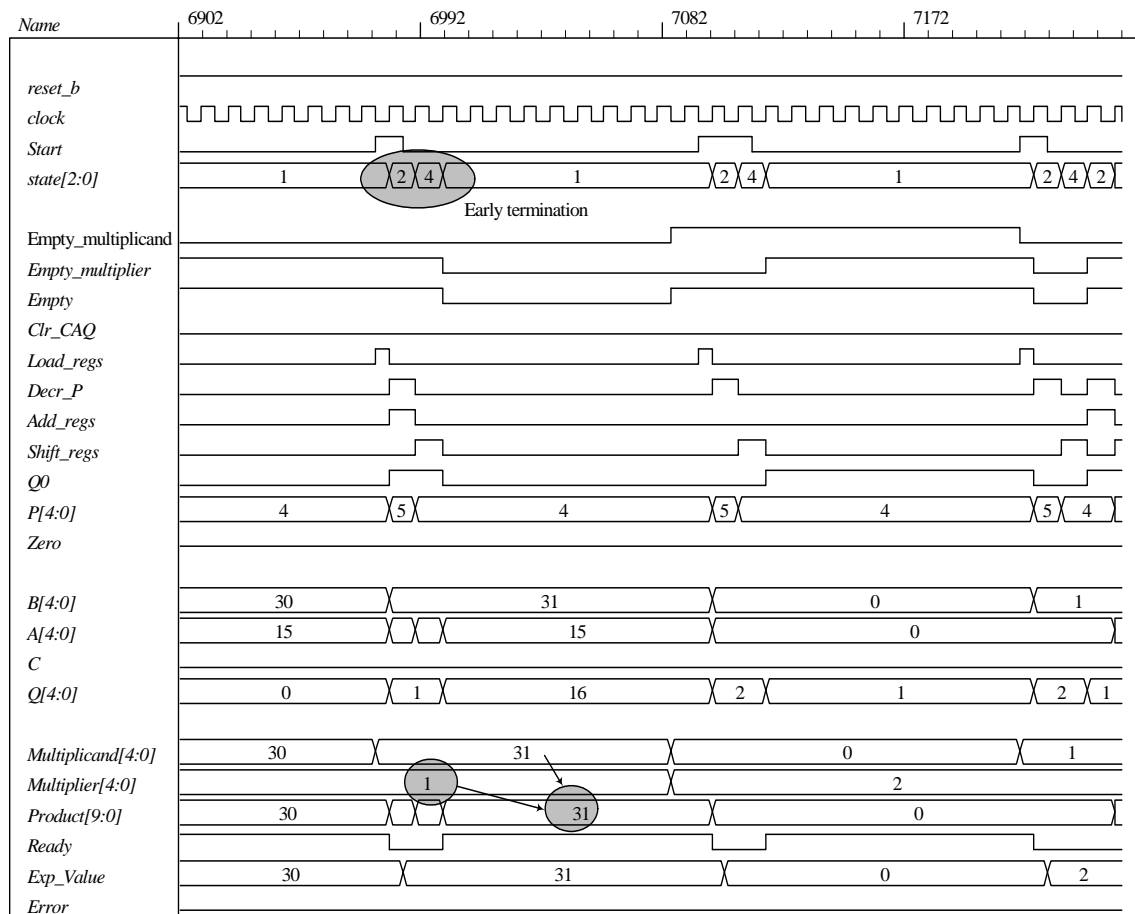 Name 6902 6992 7082 7172
reset_b
clock
Start
state[2:0] 1 2 4 1 2 4 1 2 4 2
Early termination
Empty_multiplicand
Empty_multiplier
Empty
Clr_CAQ
Load_regs
Decr_P
Add_regs
Shift_regs
Q0
P[4:0] 4 5 4 5 4 5 4
Zero
B[4:0] 30 31 0 1
A[4:0] 15 15 0
C
Q[4:0] 0 1 16 2 1 2 1
Multiplicand[4:0] 30 31 0 1
Multiplier[4:0] 1 2
Product[9:0] 30 31 0
Ready
Exp_Value 30 31 0 2
Error